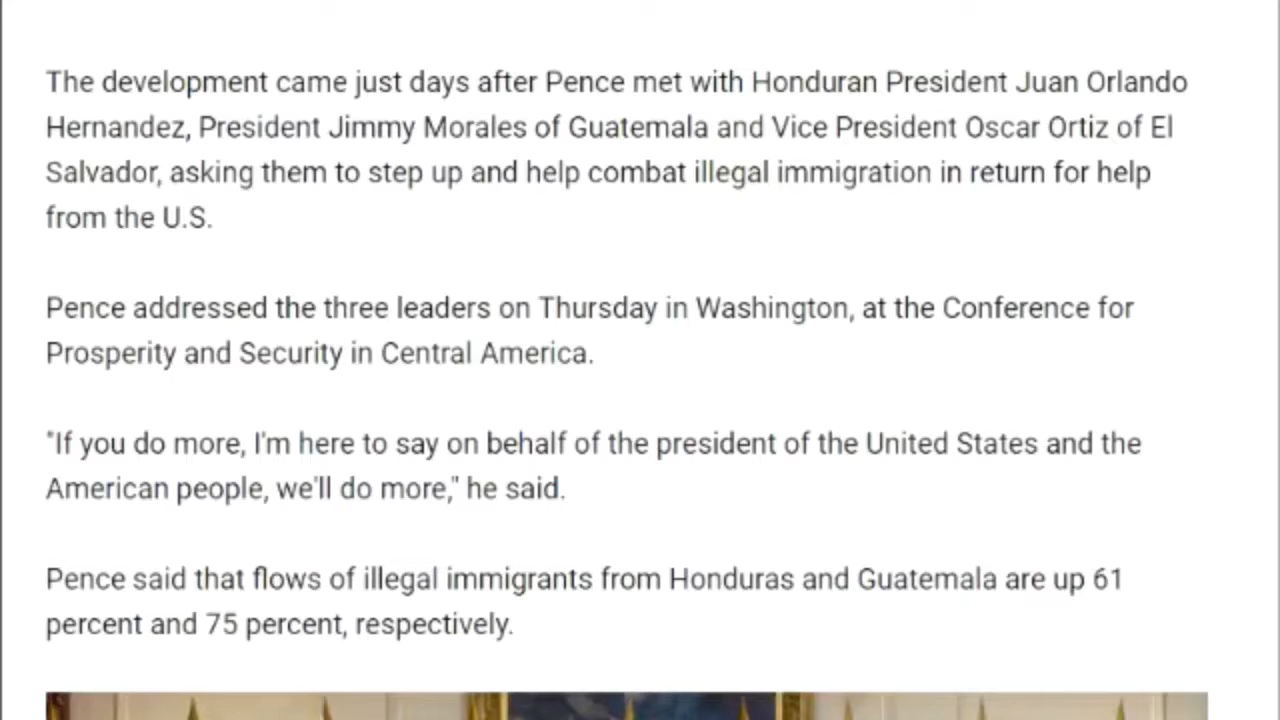 The development came just days after Pence met with Honduran President Juan Orlando
Hernandez, President Jimmy Morales of Guatemala and Vice President Oscar Ortiz of El
Salvador, asking them to step up and help combat illegal immigration in return for help
from the U.S.
Pence addressed the three leaders on Thursday in Washington, at the Conference for
Prosperity and Security in Central America.
"If you do more, I'm here to say on behalf of the president of the United States and the
American people, we'll do more," he said.
Pence said that flows of illegal immigrants from Honduras and Guatemala are up 61
percent and 75 percent, respectively.